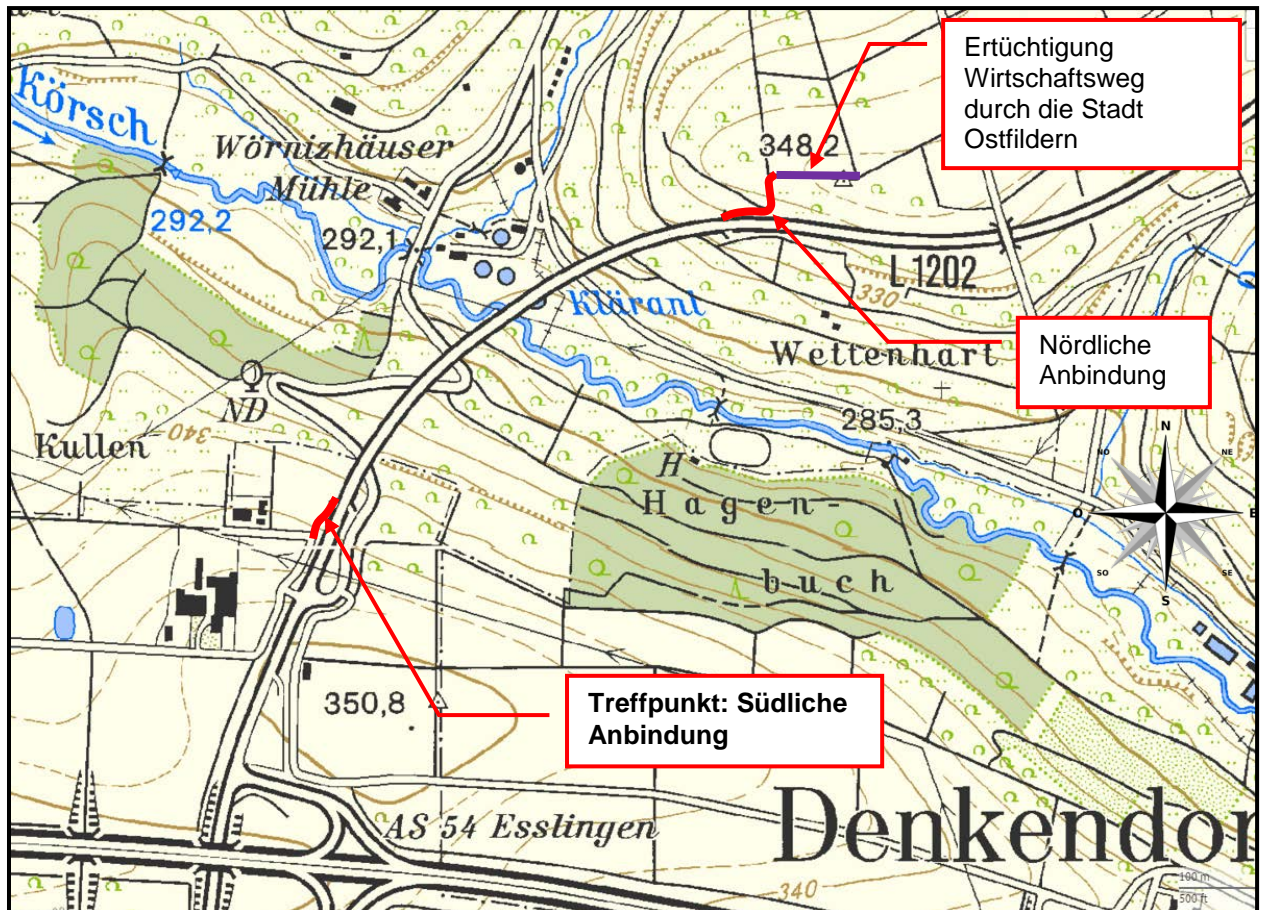 Ertüchtigung
Wirtschaftsweg
durch die Stadt
Ostfildern
Körsch
Wörnizhäuser
Mühle
348,2
292,2
292,1
L 1202
330
Kläranl
Wettenhart
Nördliche
Anbindung
ND
285,3
Kullen
340
H
Hagen-
buch
N
NO
NE
O
E
SO
SE
S
350,8
Treffpunkt: Südliche
Anbindung
AS 54 Esslingen
Denkendor
340
100 m
500 ft